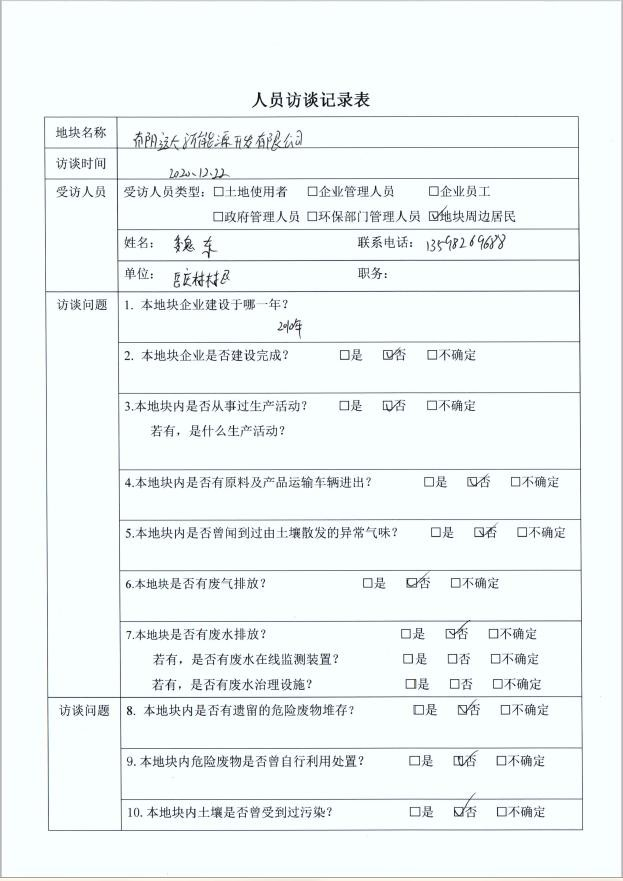 人员访谈记录表
地块名称 远大新能源开发有限公司
访谈时间 2020.12.22
受访人员 受访人员类型：□土地使用者 □企业管理人员 □企业员工
□政府管理人员 □环保部门管理人员 ☑地块周边居民
姓名：魏东 联系电话：13598269688
单位：村村民 职务：
访谈问题 1. 本地块企业建设于哪一年？
2010年
2. 本地块企业是否建设完成？ □是 ☑否 □不确定
3.本地块内是否从事过生产活动？ □是 ☑否 □不确定
若有，是什么生产活动？
4.本地块内是否有原料及产品运输车辆进出？ □是 ☑否 □不确定
5.本地块内是否曾闻到过由土壤散发的异常气味？ □是 ☑否 □不确定
6.本地块是否有废气排放？ □是 ☑否 □不确定
7.本地块是否有废水排放？ □是 ☑否 □不确定
若有，是否有废水在线监测装置？ □是 □否 □不确定
若有，是否有废水治理设施？ □是 □否 □不确定
访谈问题 8. 本地块内是否有遗留的危险废物堆存？ □是 ☑否 □不确定
9.本地块内危险废物是否曾自行利用处置？ □是 ☑否 □不确定
10.本地块内土壤是否曾受到过污染？ □是 ☑否 □不确定